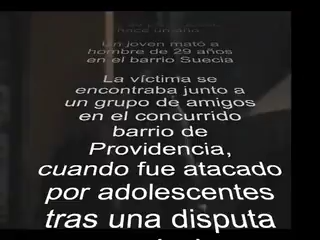 Un joven mató a
hombre de 29 años
en el barrio Suecia
La víctima se
encontraba junto a
un grupo de amigos
en el concurrido
barrio de
Providencia,
cuando fue atacado
por adolescentes
tras una disputa